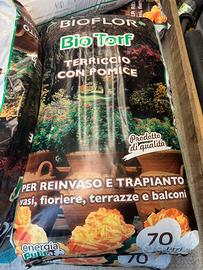 BIOFLOR
Bio Torf
TERRICCIO
CON POMICE
Prodotto
di qualità
PER REINVASO E TRAPIANTO
vasi, fioriere, terrazze e balconi
energia
Pulita
70